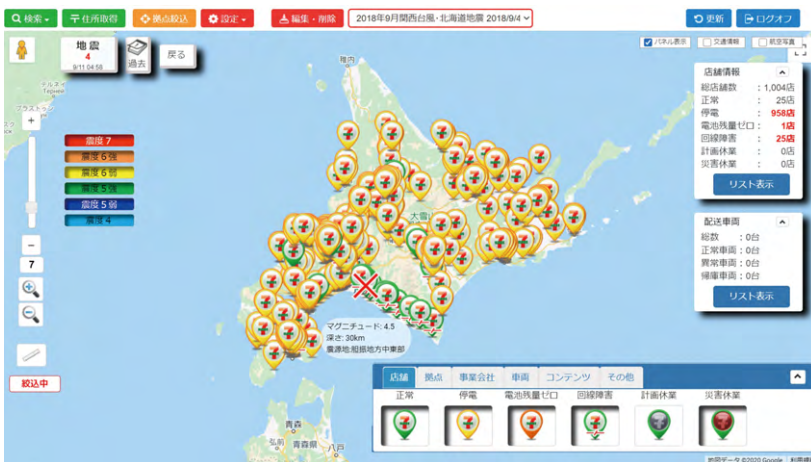 検索
〒住所取得
拠点絞込
設定
編集・削除
2018年9月関西台風・北海道地震 2018/9/4
更新
ログオフ
地震
4
9/11 04:58
過去
戻る
パネル表示
交通情報
航空写真
稚内
店舗情報
総店舗数 : 1,004店
正常 : 25店
停電 : 958店
電池残量ゼロ : 1店
回線障害 : 25店
計画休業 : 0店
災害休業 : 0店
リスト表示
震度 7
震度 6 強
震度 6 弱
震度 5 強
震度 5 弱
震度 4
大雪山
配送車両
総数 : 0台
正常車両 : 0台
異常車両 : 0台
帰庫車両 : 0台
リスト表示
7
絞込中
マグニチュード: 4.5
深さ: 30km
震源地:胆振地方中東部
店舗 拠点 事業会社 車両 コンテンツ その他
正常 停電 電池残量ゼロ 回線障害 計画休業 災害休業
青森
弘前 青森県 八戸
地図データ ©2020 Google